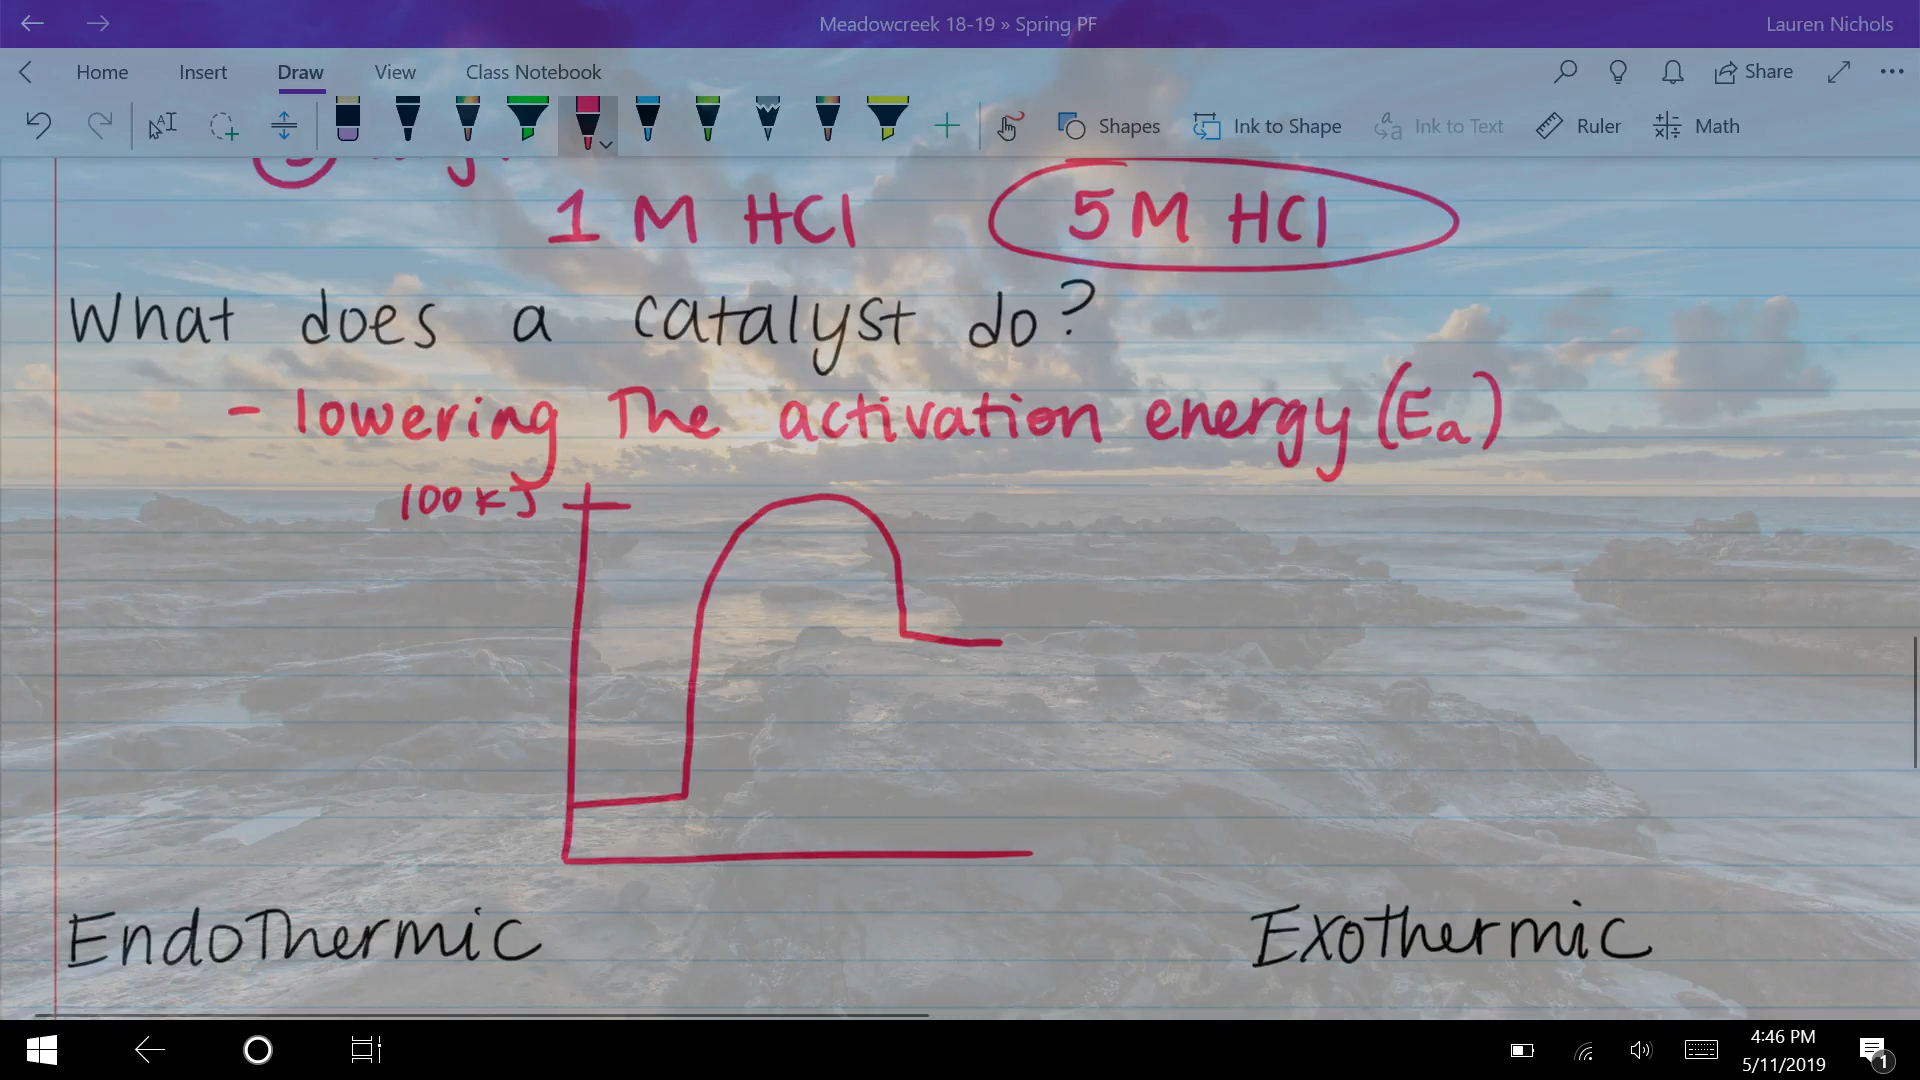 Meadowcreek 18-19 » Spring PF
Lauren Nichols
Home Insert Draw View Class Notebook
Share
Shapes Ink to Shape Ink to Text Ruler Math
1 M HCl 5M HCl
What does a catalyst do?
- lowering The activation energy (Ea)
100 kJ
Endothermic Exothermic
4:46 PM
5/11/2019
1